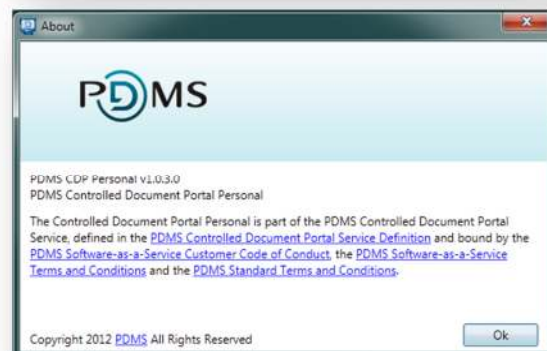 About
PDMS
PDMS CDP Personal v1.0.3.0
PDMS Controlled Document Portal Personal
The Controlled Document Portal Personal is part of the PDMS Controlled Document Portal
Service, defined in the PDMS Controlled Document Portal Service Definition and bound by the
PDMS Software-as-a-Service Customer Code of Conduct, the PDMS Software-as-a-Service
Terms and Conditions and the PDMS Standard Terms and Conditions.
Copyright 2012 PDMS All Rights Reserved
Ok